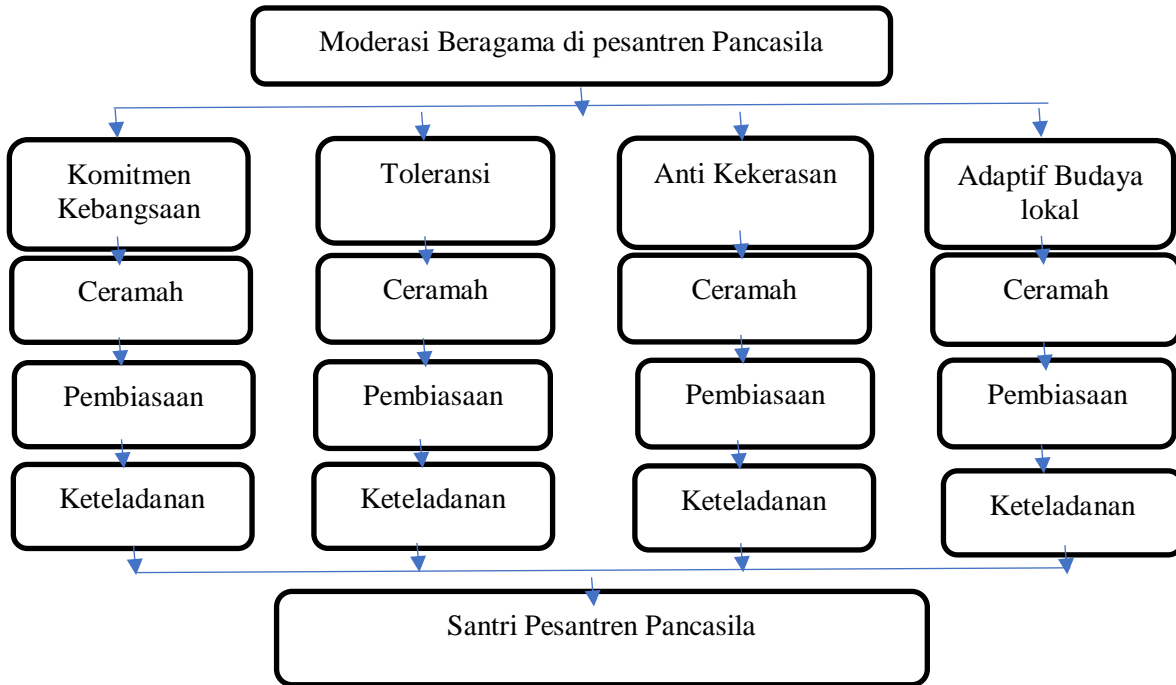 Moderasi Beragama di pesantren Pancasila
Komitmen
Kebangsaan
Toleransi
Anti Kekerasan
Adaptif Budaya
lokal
Ceramah
Ceramah
Ceramah
Ceramah
Pembiasaan
Pembiasaan
Pembiasaan
Pembiasaan
Keteladanan
Keteladanan
Keteladanan
Keteladanan
Santri Pesantren Pancasila